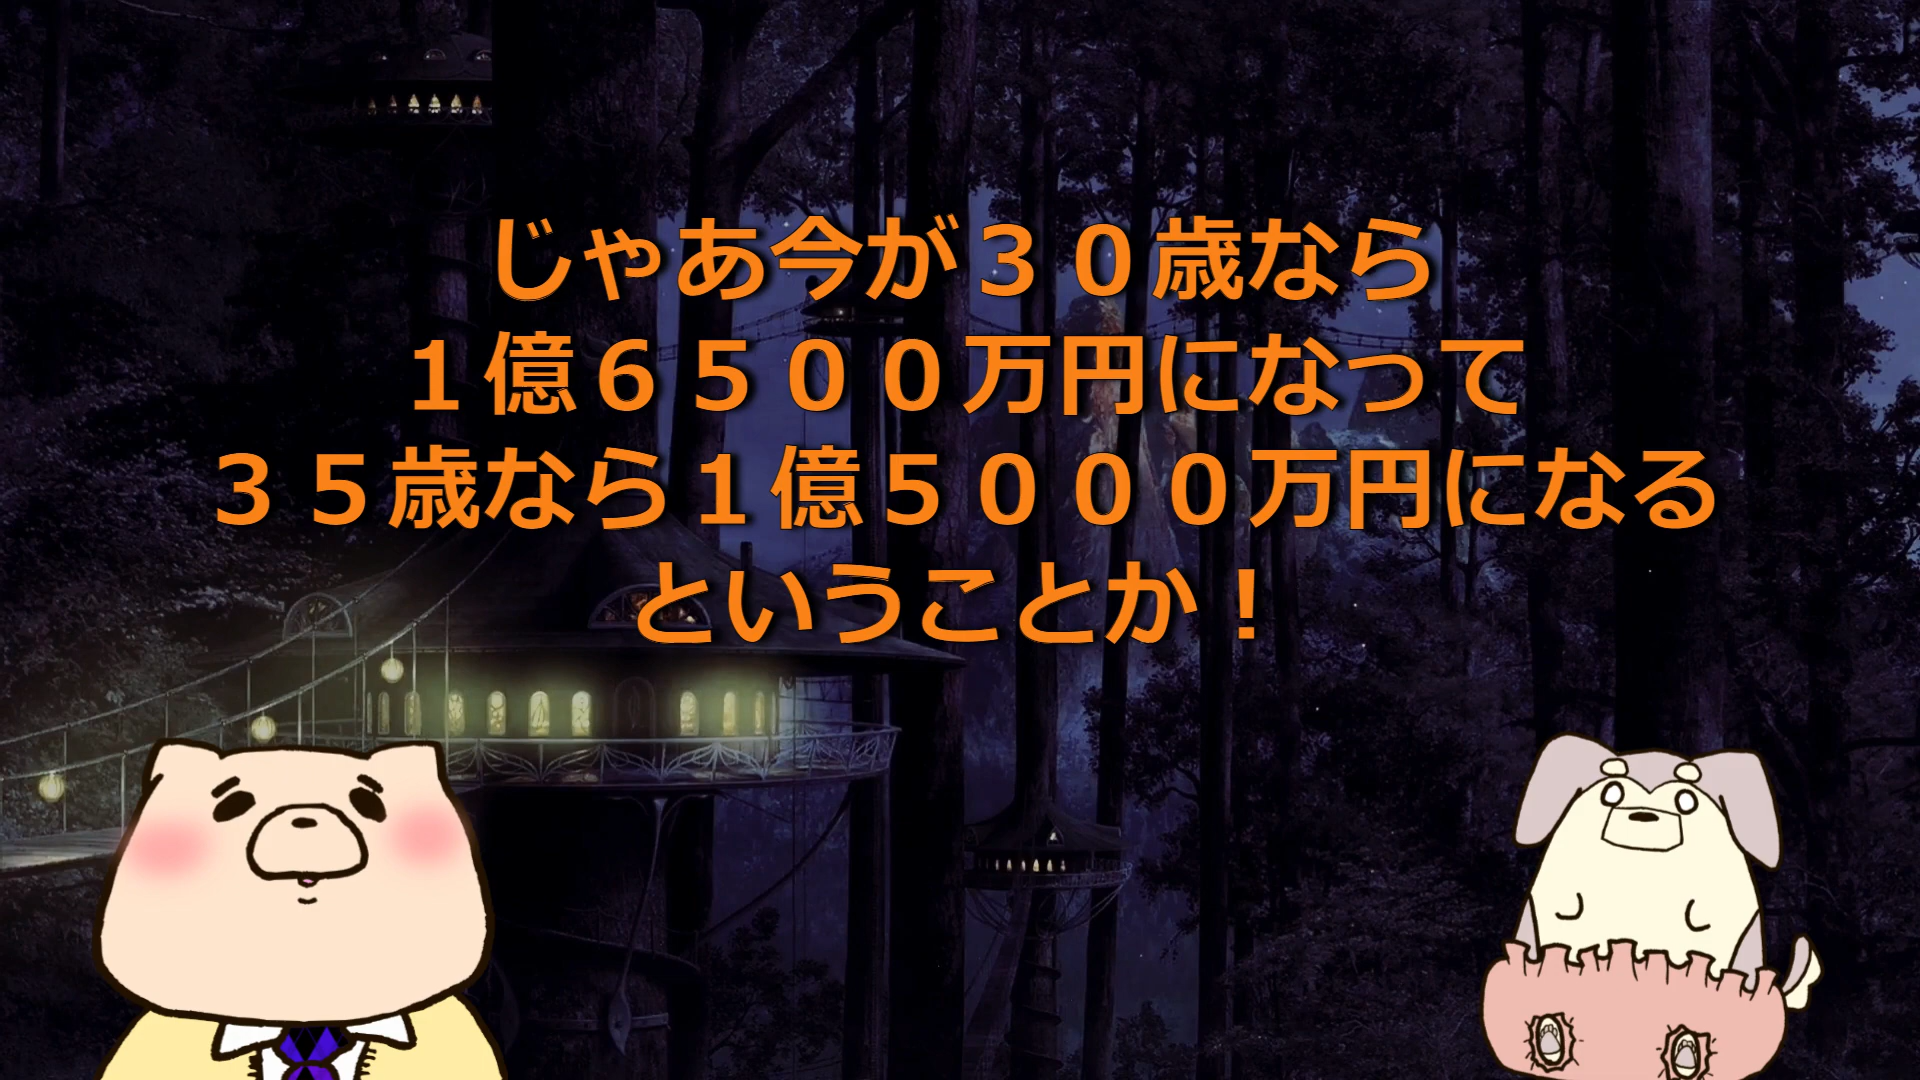 じゃあ今が３０歳なら
１億６５００万円になって
３５歳なら１億５０００万円になる
ということか！